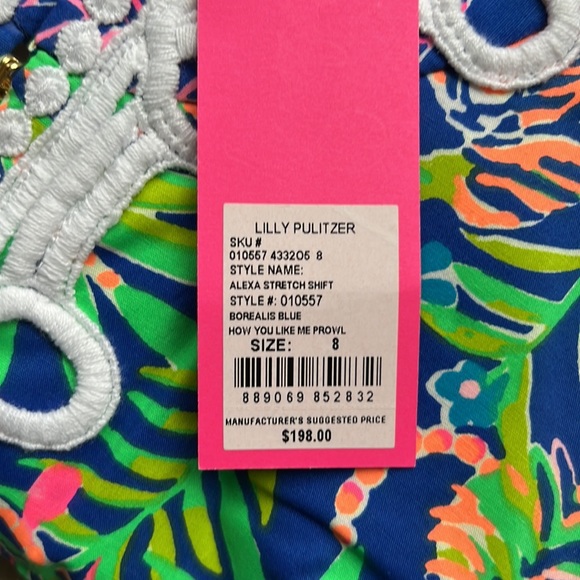 LILLY PULITZER
SKU #
010557 4332O5 8
STYLE NAME:
ALEXA STRETCH SHIFT
STYLE #: 010557
BOREALIS BLUE
HOW YOU LIKE ME PROWL
SIZE: 8
889069 852832
MANUFACTURER'S SUGGESTED PRICE
$198.00